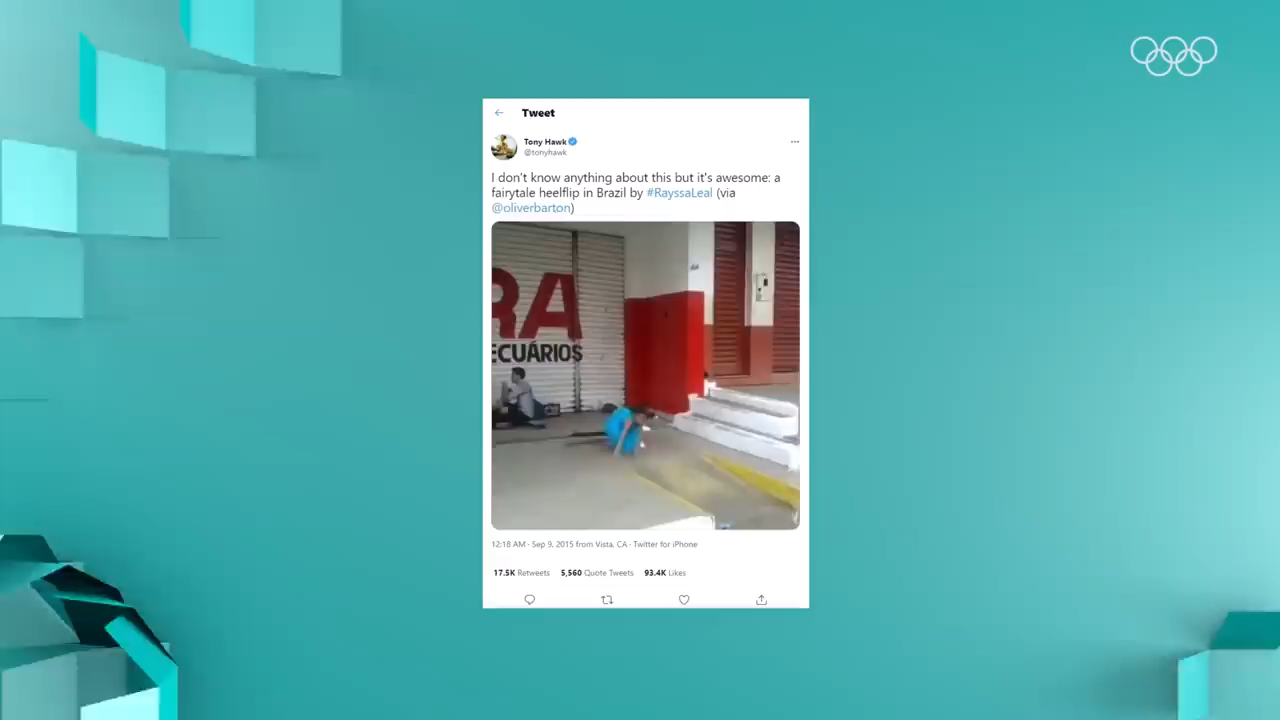 Tweet
Tony Hawk
@tonyhawk
I don't know anything about this but it's awesome: a
fairytale heelflip in Brazil by #RayssaLeal (via
@oliverbarton)
RA
ECUÁRIOS
12:18 AM · Sep 9, 2015 from Vista, CA · Twitter for iPhone
17.5K Retweets 5,560 Quote Tweets 93.4K Likes